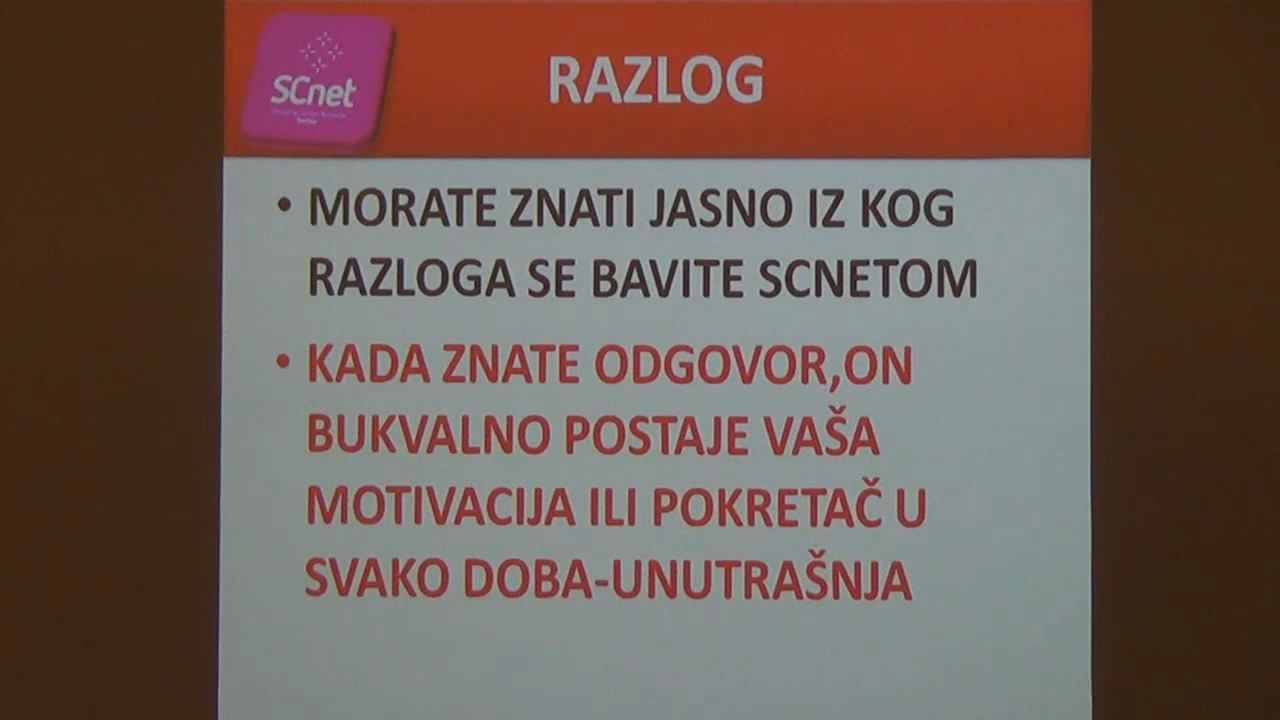 SCnet
Serbia
RAZLOG
• MORATE ZNATI JASNO IZ KOG
RAZLOGA SE BAVITE SCNETOM
• KADA ZNATE ODGOVOR,ON
BUKVALNO POSTAJE VAŠA
MOTIVACIJA ILI POKRETAČ U
SVAKO DOBA-UNUTRAŠNJA